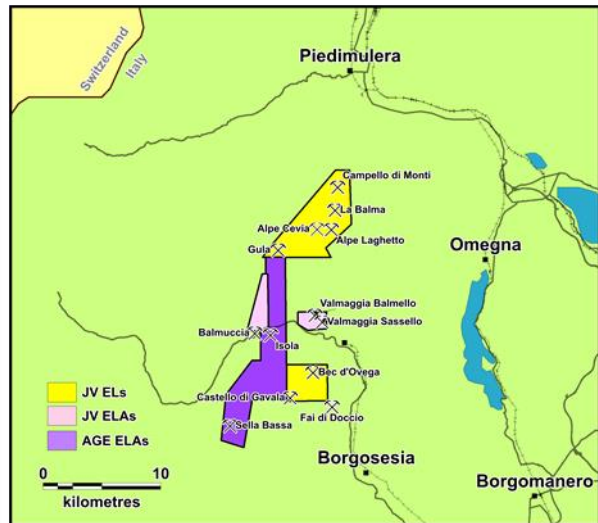 Switzerland
Italy
Piedimulera
Campello di Monti
La Balma
Alpe Cevia
Alpe Laghetto
Gula
Omegna
Valmaggia Balmello
Valmaggia Sassello
Balmuccia
Isola
Bec d'Ovega
Castello di Gavala
Fai di Doccio
Sella Bassa
Borgosesia
Borgomanero
JV ELs
JV ELAs
AGE ELAs
0 10
kilometres